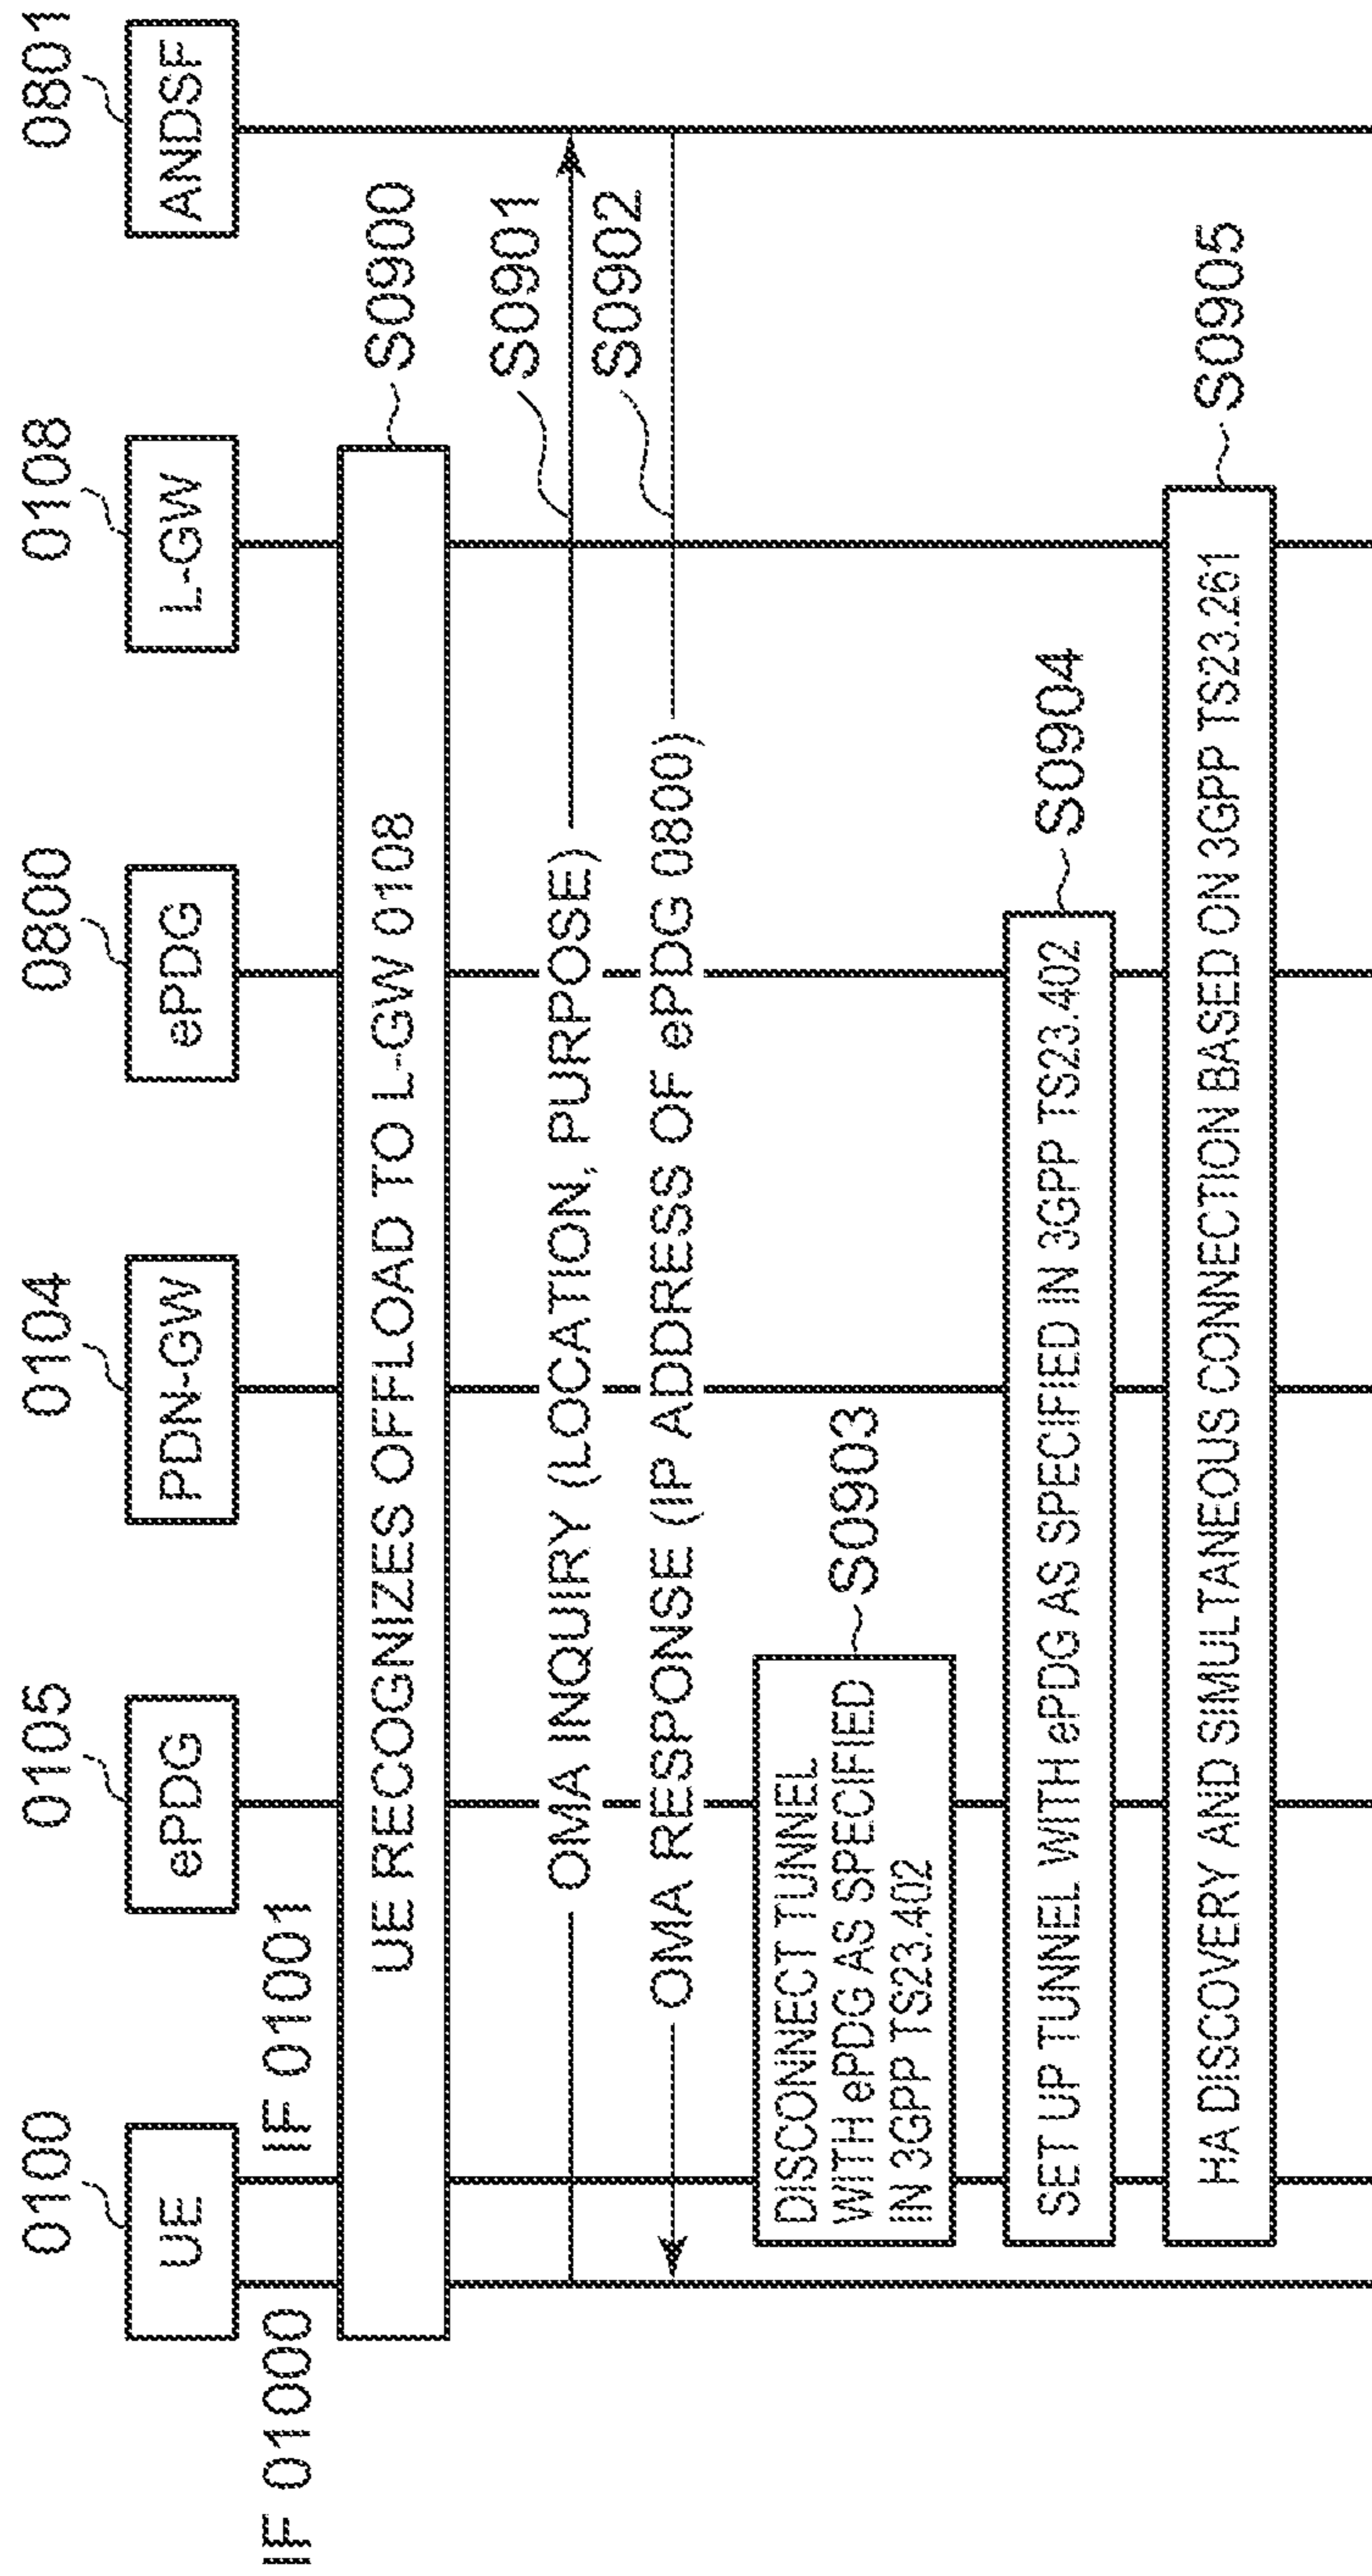 0100
0105
0104
0800
0108
0801
UE
ePDG
PDN-GW
ePDG
L-GW
ANDSF
IF 01000
IF 01001
UE RECOGNIZES OFFLOAD TO L-GW 0108
S0900
OMA INQUIRY (LOCATION, PURPOSE)
S0901
OMA RESPONSE (IP ADDRESS OF ePDG 0800)
S0902
DISCONNECT TUNNEL
WITH ePDG AS SPECIFIED
IN 3GPP TS23.402
S0903
SET UP TUNNEL WITH ePDG AS SPECIFIED IN 3GPP TS23.402
S0904
HA DISCOVERY AND SIMULTANEOUS CONNECTION BASED ON 3GPP TS23.261
S0905